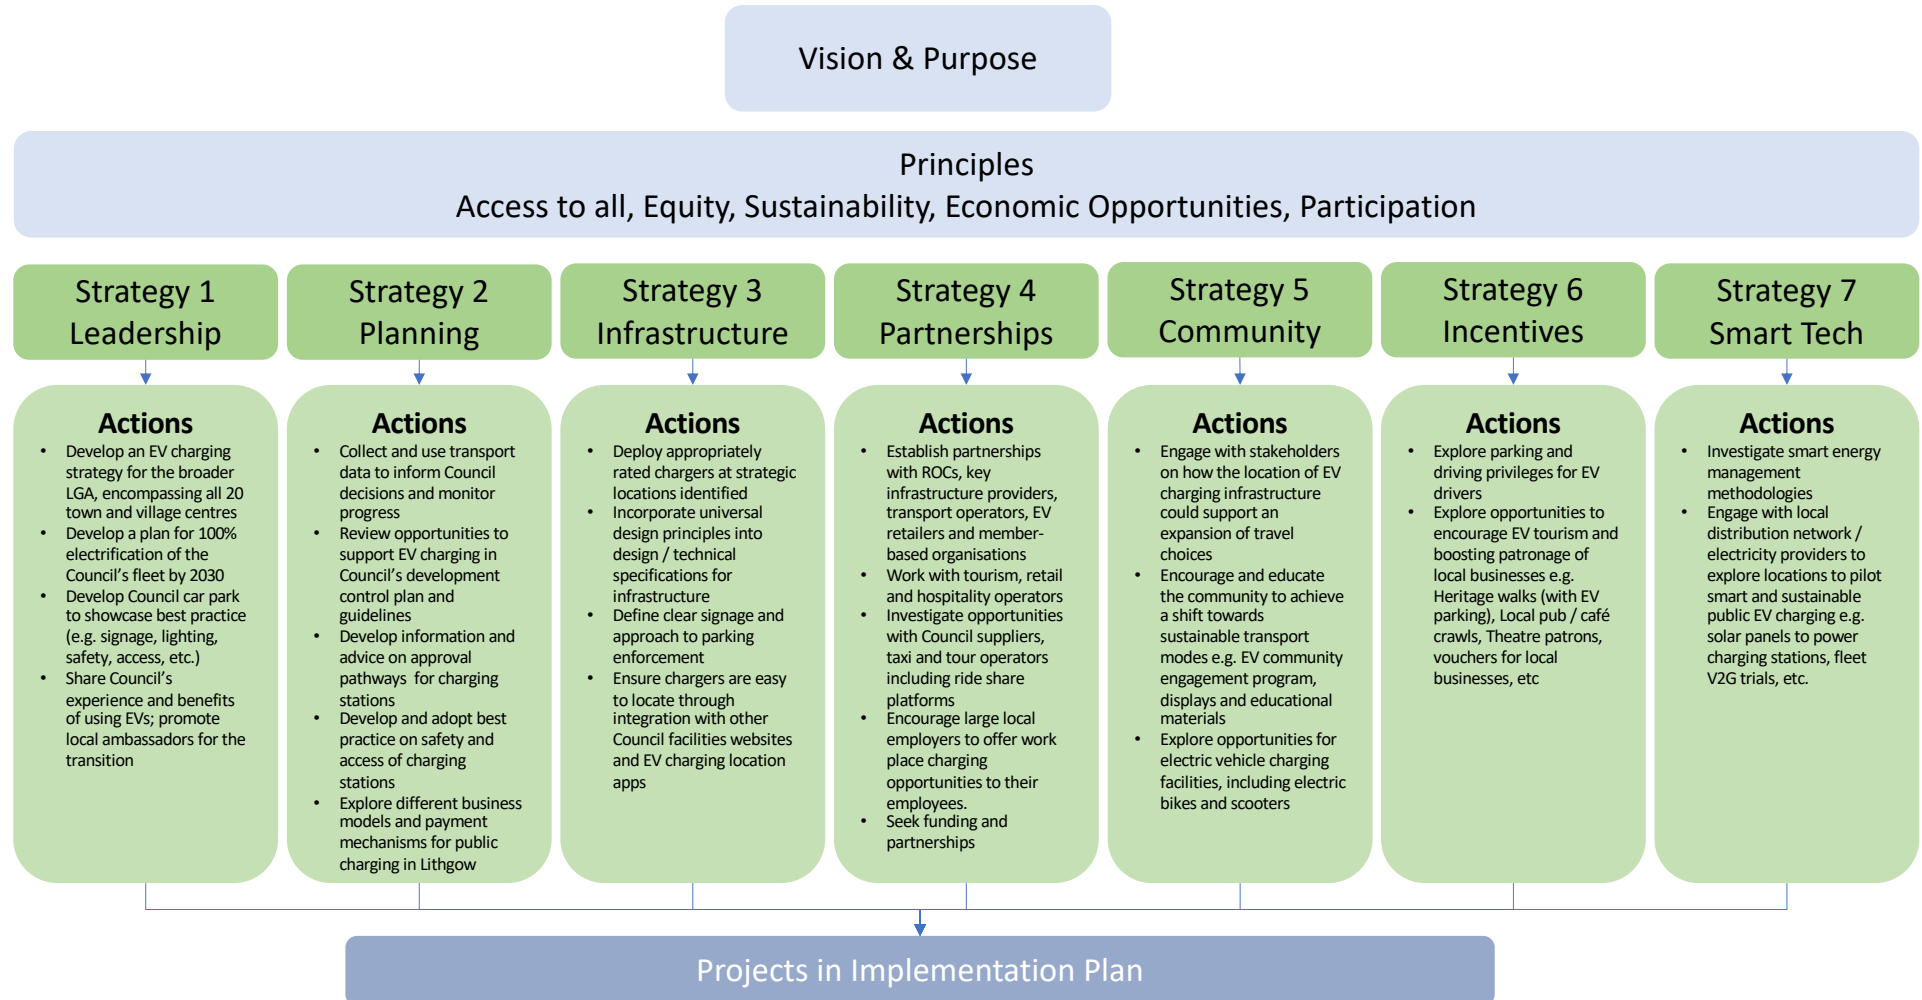 Vision & Purpose
Principles
Access to all, Equity, Sustainability, Economic Opportunities, Participation
Strategy 1
Leadership
Actions
• Develop an EV charging
strategy for the broader
LGA, encompassing all 20
town and village centres
• Develop a plan for 100%
electrification of the
Council’s fleet by 2030
• Develop Council car park
to showcase best practice
(e.g. signage, lighting,
safety, access, etc.)
• Share Council’s
experience and benefits
of using EVs; promote
local ambassadors for the
transition
Strategy 2
Planning
Actions
• Collect and use transport
data to inform Council
decisions and monitor
progress
• Review opportunities to
support EV charging in
Council’s development
control plan and
guidelines
• Develop information and
advice on approval
pathways for charging
stations
• Develop and adopt best
practice on safety and
access of charging
stations
• Explore different business
models and payment
mechanisms for public
charging in Lithgow
Strategy 3
Infrastructure
Actions
• Deploy appropriately
rated chargers at strategic
locations identified
• Incorporate universal
design principles into
design / technical
specifications for
infrastructure
• Define clear signage and
approach to parking
enforcement
• Ensure chargers are easy
to locate through
integration with other
Council facilities websites
and EV charging location
apps
Strategy 4
Partnerships
Actions
• Establish partnerships
with ROCs, key
infrastructure providers,
transport operators, EV
retailers and member-
based organisations
• Work with tourism, retail
and hospitality operators
• Investigate opportunities
with Council suppliers,
taxi and tour operators
including ride share
platforms
• Encourage large local
employers to offer work
place charging
opportunities to their
employees.
• Seek funding and
partnerships
Strategy 5
Community
Actions
• Engage with stakeholders
on how the location of EV
charging infrastructure
could support an
expansion of travel
choices
• Encourage and educate
the community to achieve
a shift towards
sustainable transport
modes e.g. EV community
engagement program,
displays and educational
materials
• Explore opportunities for
electric vehicle charging
facilities, including electric
bikes and scooters
Strategy 6
Incentives
Actions
• Explore parking and
driving privileges for EV
drivers
• Explore opportunities to
encourage EV tourism and
boosting patronage of
local businesses e.g.
Heritage walks (with EV
parking), Local pub / café
crawls, Theatre patrons,
vouchers for local
businesses, etc
Strategy 7
Smart Tech
Actions
• Investigate smart energy
management
methodologies
• Engage with local
distribution network /
electricity providers to
explore locations to pilot
smart and sustainable
public EV charging e.g.
solar panels to power
charging stations, fleet
V2G trials, etc.
Projects in Implementation Plan